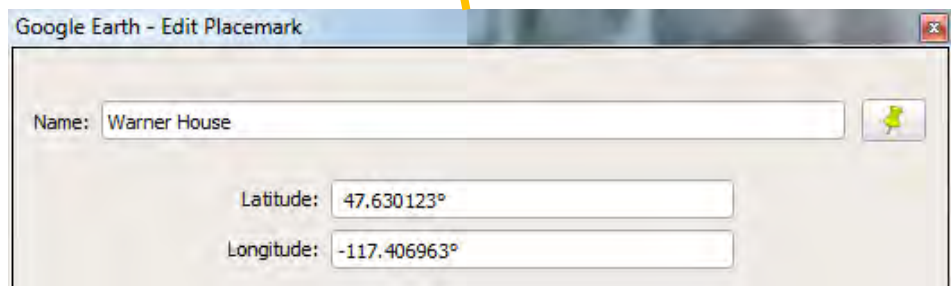 Google Earth - Edit Placemark
Name: Warner House
Latitude: 47.630123°
Longitude: -117.406963°